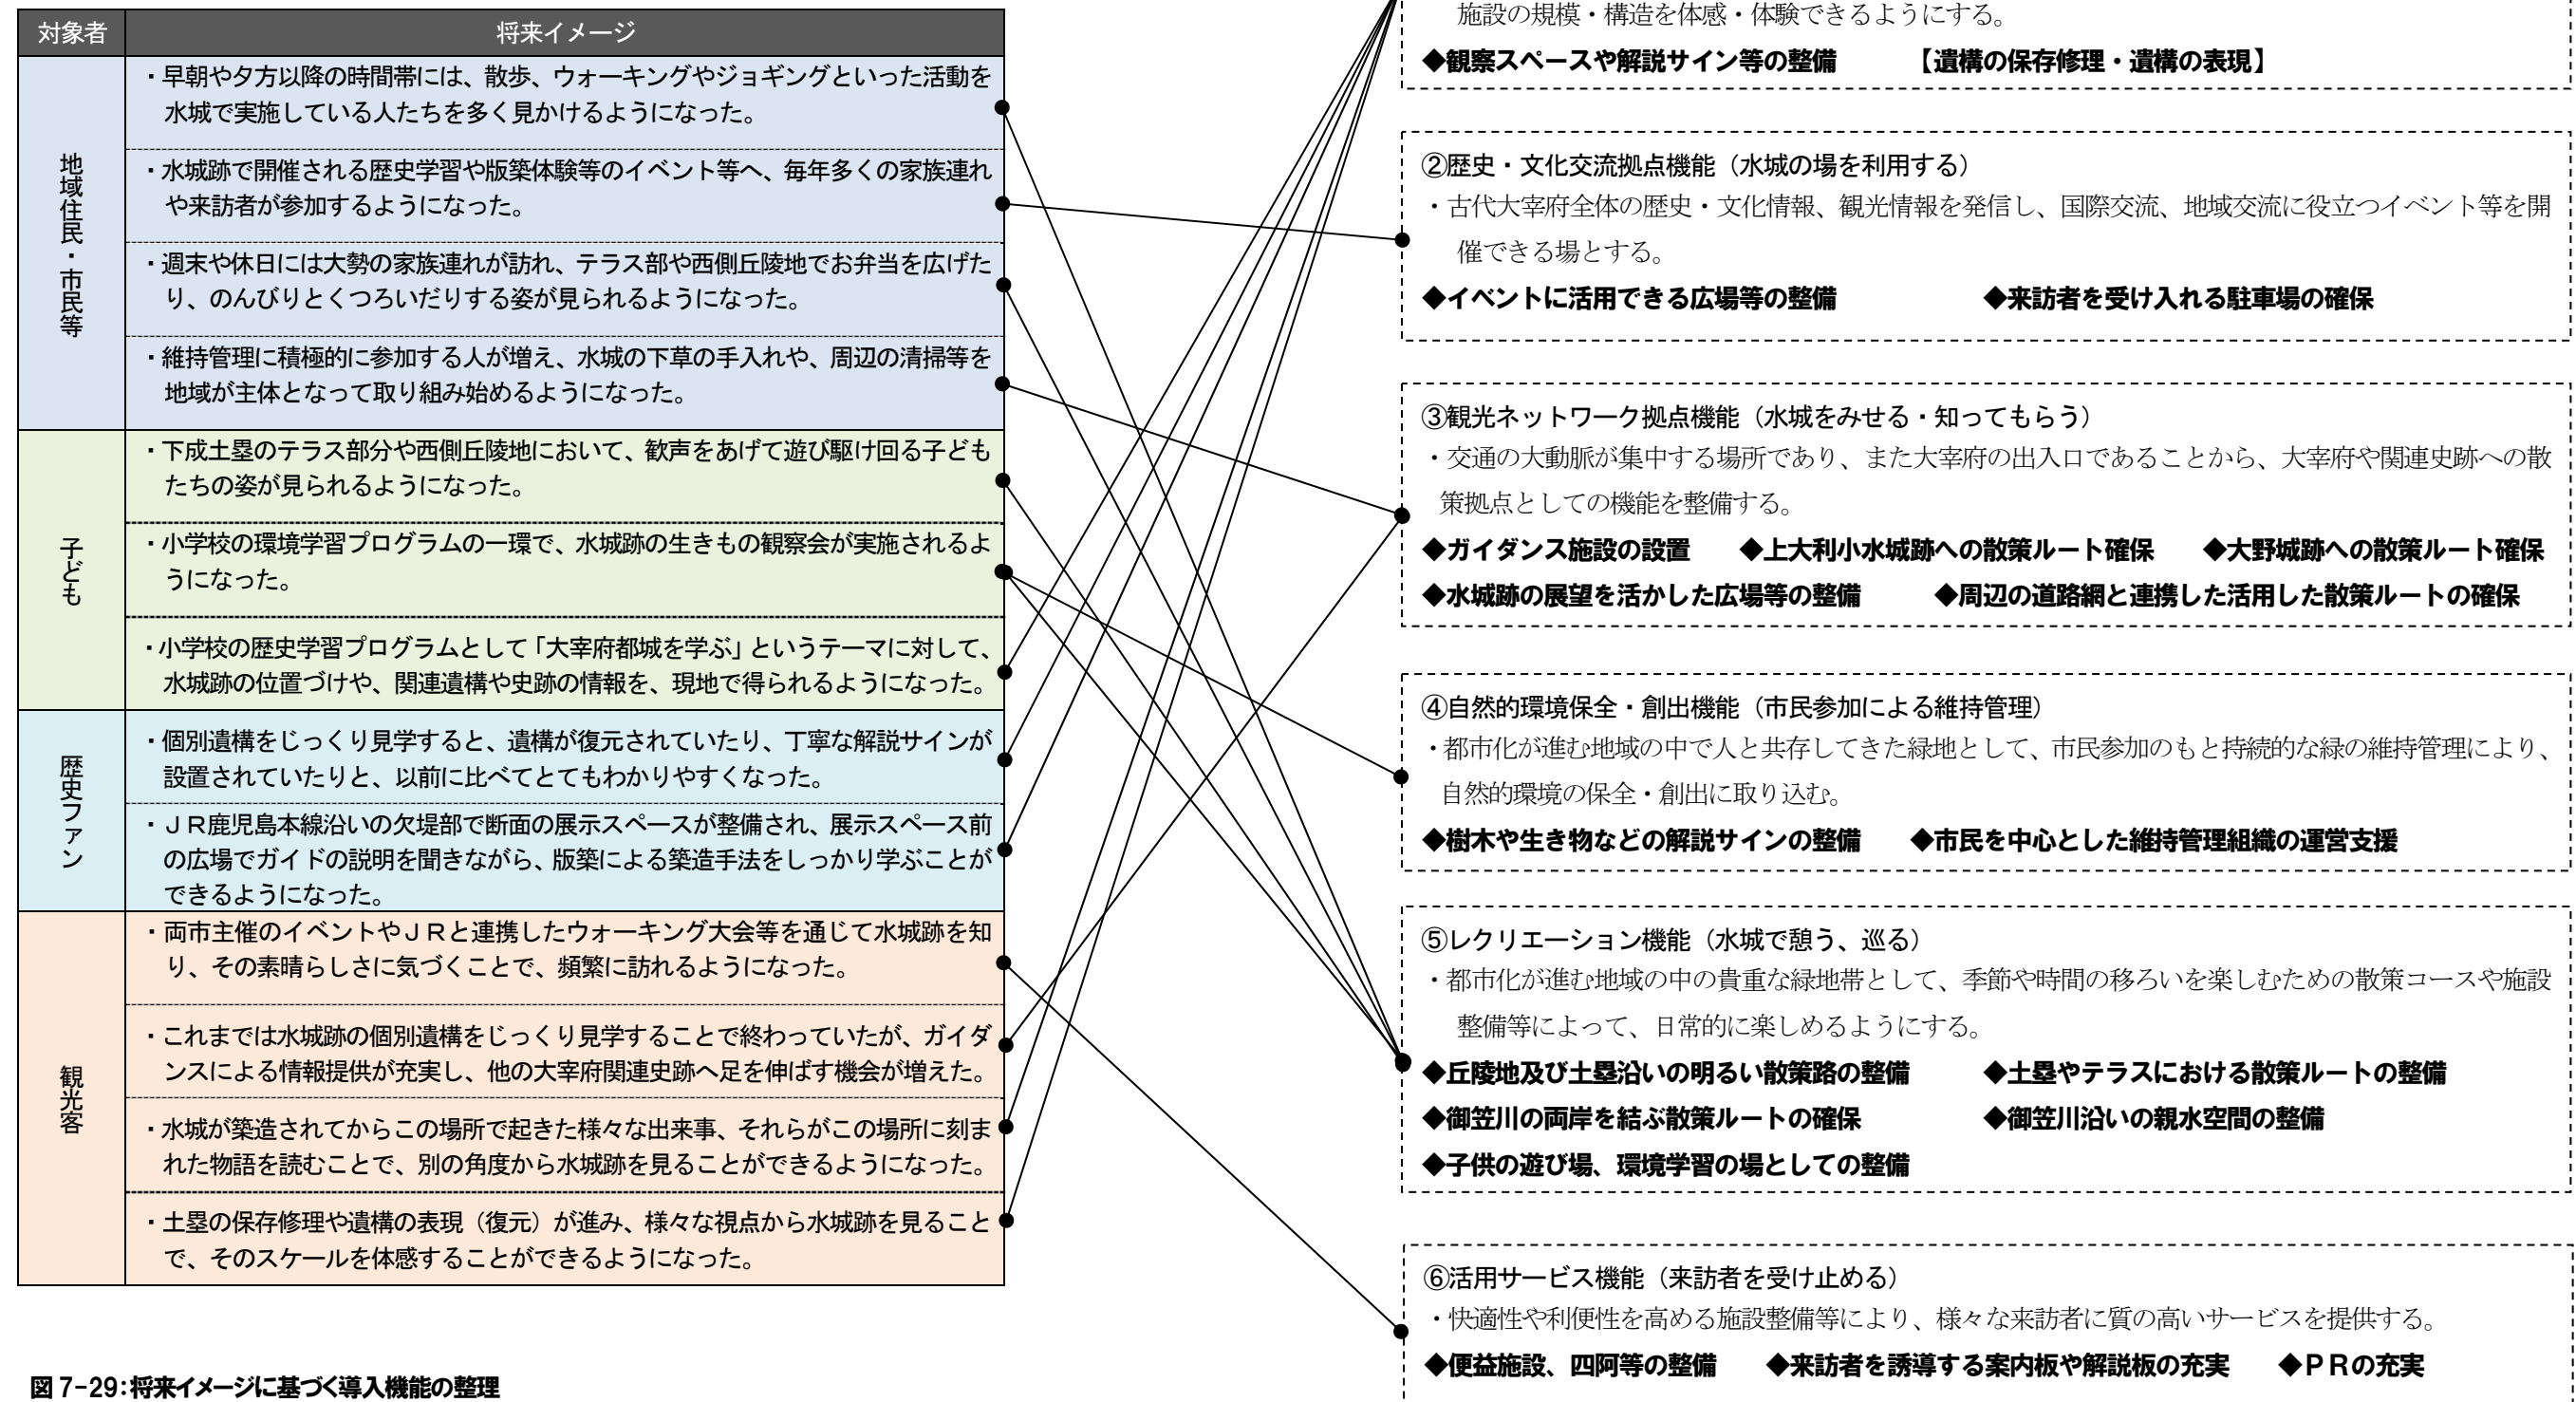 対象者
将来イメージ
地域住民・市民等
・早朝や夕方以降の時間帯には、散歩、ウォーキングやジョギングといった活動を
水城で実施している人たちを多く見かけるようになった。
・水城跡で開催される歴史学習や版築体験等のイベント等へ、毎年多くの家族連れ
や来訪者が参加するようになった。
・週末や休日には大勢の家族連れが訪れ、テラス部や西側丘陵地でお弁当を広げた
り、のんびりとくつろいだりする姿が見られるようになった。
・維持管理に積極的に参加する人が増え、水城の下草の手入れや、周辺の清掃等を
地域が主体となって取り組み始めるようになった。
子ども
・下成土塁のテラス部分や西側丘陵地において、歓声をあげて遊び駆け回る子ども
たちの姿が見られるようになった。
・小学校の環境学習プログラムの一環で、水城跡の生きもの観察会が実施されるよ
うになった。
・小学校の歴史学習プログラムとして「大宰府都城を学ぶ」というテーマに対して、
水城跡の位置づけや、関連遺構や史跡の情報を、現地で得られるようになった。
歴史ファン
・個別遺構をじっくり見学すると、遺構が復元されていたり、丁寧な解説サインが
設置されていたりと、以前に比べてとてもわかりやすくなった。
・ＪＲ鹿児島本線沿いの欠堤部で断面の展示スペースが整備され、展示スペース前
の広場でガイドの説明を聞きながら、版築による築造手法をしっかり学ぶことが
できるようになった。
観光客
・両市主催のイベントやＪＲと連携したウォーキング大会等を通じて水城跡を知
り、その素晴らしさに気づくことで、頻繁に訪れるようになった。
・これまでは水城跡の個別遺構をじっくり見学することで終わっていたが、ガイダ
ンスによる情報提供が充実し、他の大宰府関連史跡へ足を伸ばす機会が増えた。
・水城が築造されてからこの場所で起きた様々な出来事、それらがこの場所に刻ま
れた物語を読むことで、別の角度から水城跡を見ることができるようになった。
・土塁の保存修理や遺構の表現（復元）が進み、様々な視点から水城跡を見ること
で、そのスケールを体感することができるようになった。
図 7-29：将来イメージに基づく導入機能の整理
施設の規模・構造を体感・体験できるようにする。
◆観察スペースや解説サイン等の整備　【遺構の保存修理・遺構の表現】
②歴史・文化交流拠点機能（水城の場を利用する）
・古代大宰府全体の歴史・文化情報、観光情報を発信し、国際交流、地域交流に役立つイベント等を開
催できる場とする。
◆イベントに活用できる広場等の整備　◆来訪者を受け入れる駐車場の確保
③観光ネットワーク拠点機能（水城をみせる・知ってもらう）
・交通の大動脈が集中する場所であり、また大宰府の出入口であることから、大宰府や関連史跡への散
策拠点としての機能を整備する。
◆ガイダンス施設の設置　◆上大利小水城跡への散策ルート確保　◆大野城跡への散策ルート確保
◆水城跡の展望を活かした広場等の整備　◆周辺の道路網と連携した活用した散策ルートの確保
④自然的環境保全・創出機能（市民参加による維持管理）
・都市化が進む地域の中で人と共存してきた緑地として、市民参加のもと持続的な緑の維持管理により、
自然的環境の保全・創出に取り込む。
◆樹木や生き物などの解説サインの整備　◆市民を中心とした維持管理組織の運営支援
⑤レクリエーション機能（水城で憩う、巡る）
・都市化が進む地域の中の貴重な緑地帯として、季節や時間の移ろいを楽しむための散策コースや施設
整備等によって、日常的に楽しめるようにする。
◆丘陵地及び土塁沿いの明るい散策路の整備　◆土塁やテラスにおける散策ルートの整備
◆御笠川の両岸を結ぶ散策ルートの確保　◆御笠川沿いの親水空間の整備
◆子供の遊び場、環境学習の場としての整備
⑥活用サービス機能（来訪者を受け止める）
・快適性や利便性を高める施設整備等により、様々な来訪者に質の高いサービスを提供する。
◆便益施設、四阿等の整備　◆来訪者を誘導する案内板や解説板の充実　◆ＰＲの充実